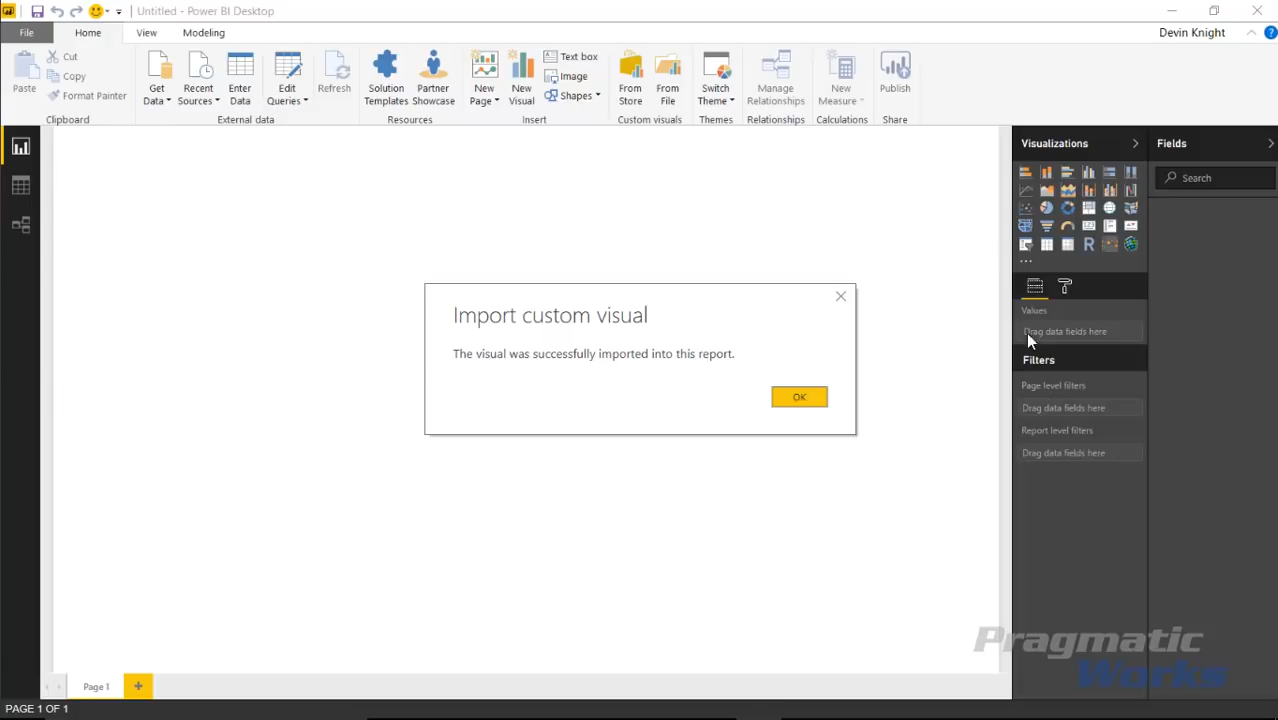 Untitled - Power BI Desktop
File Home View Modeling Devin Knight ?
Paste
Cut
Copy
Format Painter
Get Data
Recent Sources
Enter Data
Edit Queries
Refresh
Solution Templates
Partner Showcase
New Page
New Visual
Text box
Image
Shapes
From Store
From File
Switch Theme
Manage Relationships
New Measure
Publish
Clipboard External data Resources Insert Custom visuals Themes Relationships Calculations Share
Visualizations
R
Values
Drag data fields here
Filters
Page level filters
Drag data fields here
Report level filters
Drag data fields here
Fields
Search
Import custom visual
The visual was successfully imported into this report.
OK
Pragmatic
Works
Page 1 +
PAGE 1 OF 1